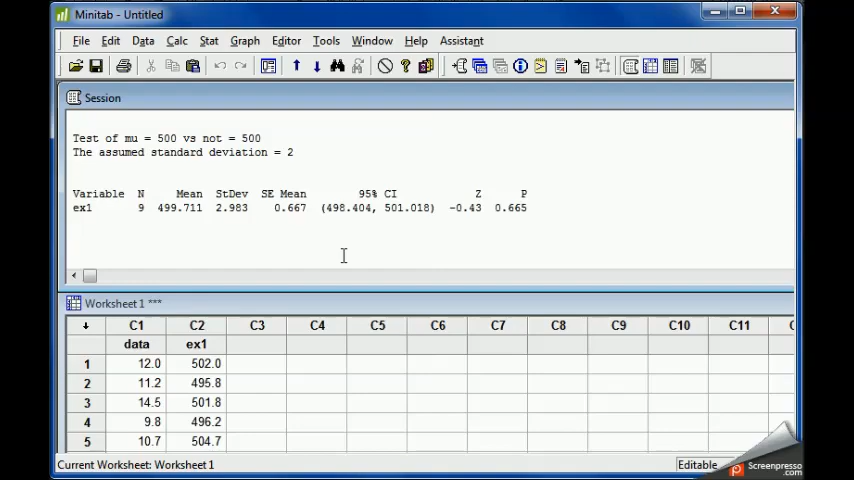 Minitab - Untitled
File Edit Data Calc Stat Graph Editor Tools Window Help Assistant
Session
Test of mu = 500 vs not = 500
The assumed standard deviation = 2
Variable N Mean StDev SE Mean 95% CI Z P
ex1 9 499.711 2.983 0.667 (498.404, 501.018) -0.43 0.665
Worksheet 1 ***
C1 C2 C3 C4 C5 C6 C7 C8 C9 C10 C11
data ex1
1 12.0 502.0
2 11.2 495.8
3 14.5 501.8
4 9.8 496.2
5 10.7 504.7
Current Worksheet: Worksheet 1
Editable
Screenpresso
.com